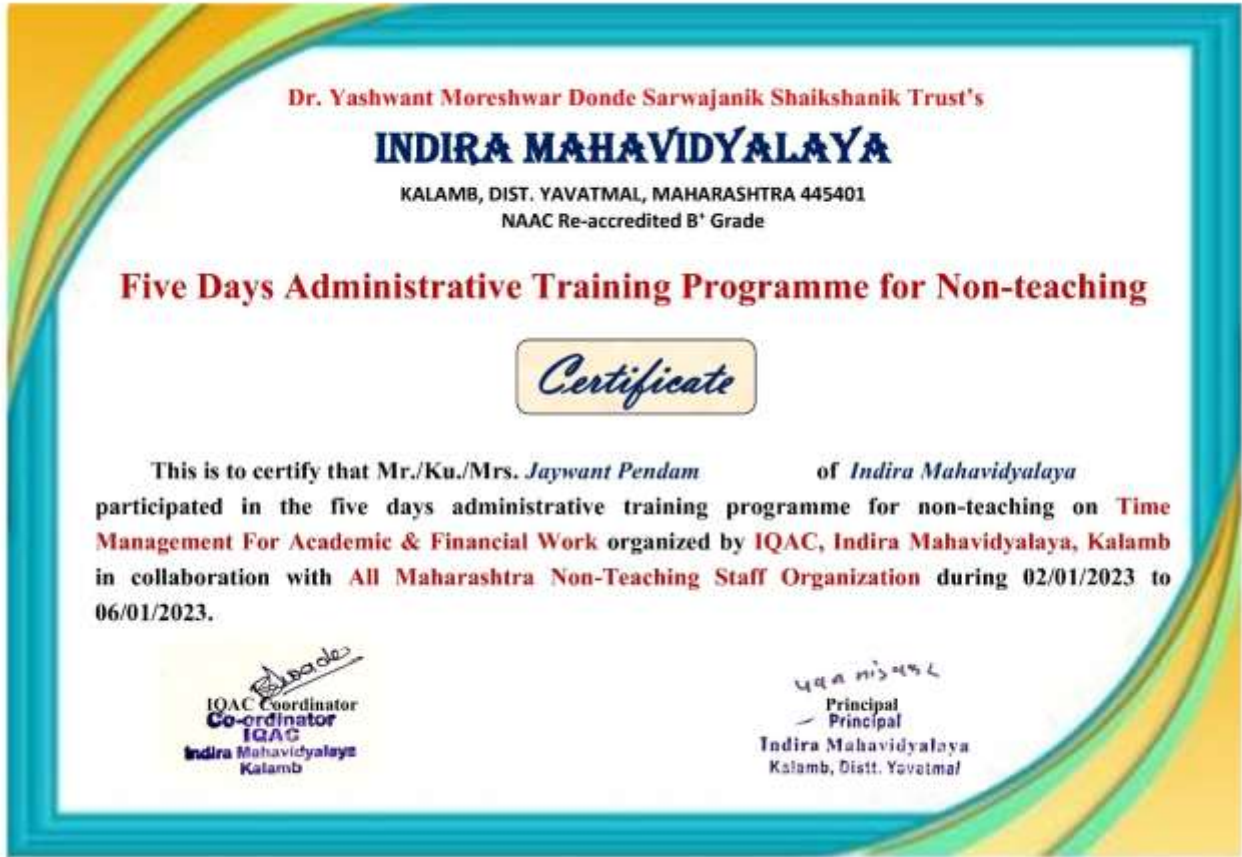 Dr. Yashwant Moreshwar Donde Sarwajanik Shaikshanik Trust's
INDIRA MAHAVIDYALAYA
KALAMB, DIST. YAVATMAL, MAHARASHTRA 445401
NAAC Re-accredited B+ Grade
Five Days Administrative Training Programme for Non-teaching
Certificate
This is to certify that Mr./Ku./Mrs. Jaywant Pendam of Indira Mahavidyalaya
participated in the five days administrative training programme for non-teaching on Time
Management For Academic & Financial Work organized by IQAC, Indira Mahavidyalaya, Kalamb
in collaboration with All Maharashtra Non-Teaching Staff Organization during 02/01/2023 to
06/01/2023.
IQAC Coordinator
Co-ordinator
IQAC
Indira Mahavidyalaya
Kalamb
Principal
Principal
Indira Mahavidyalaya
Kalamb, Distt. Yavatmal